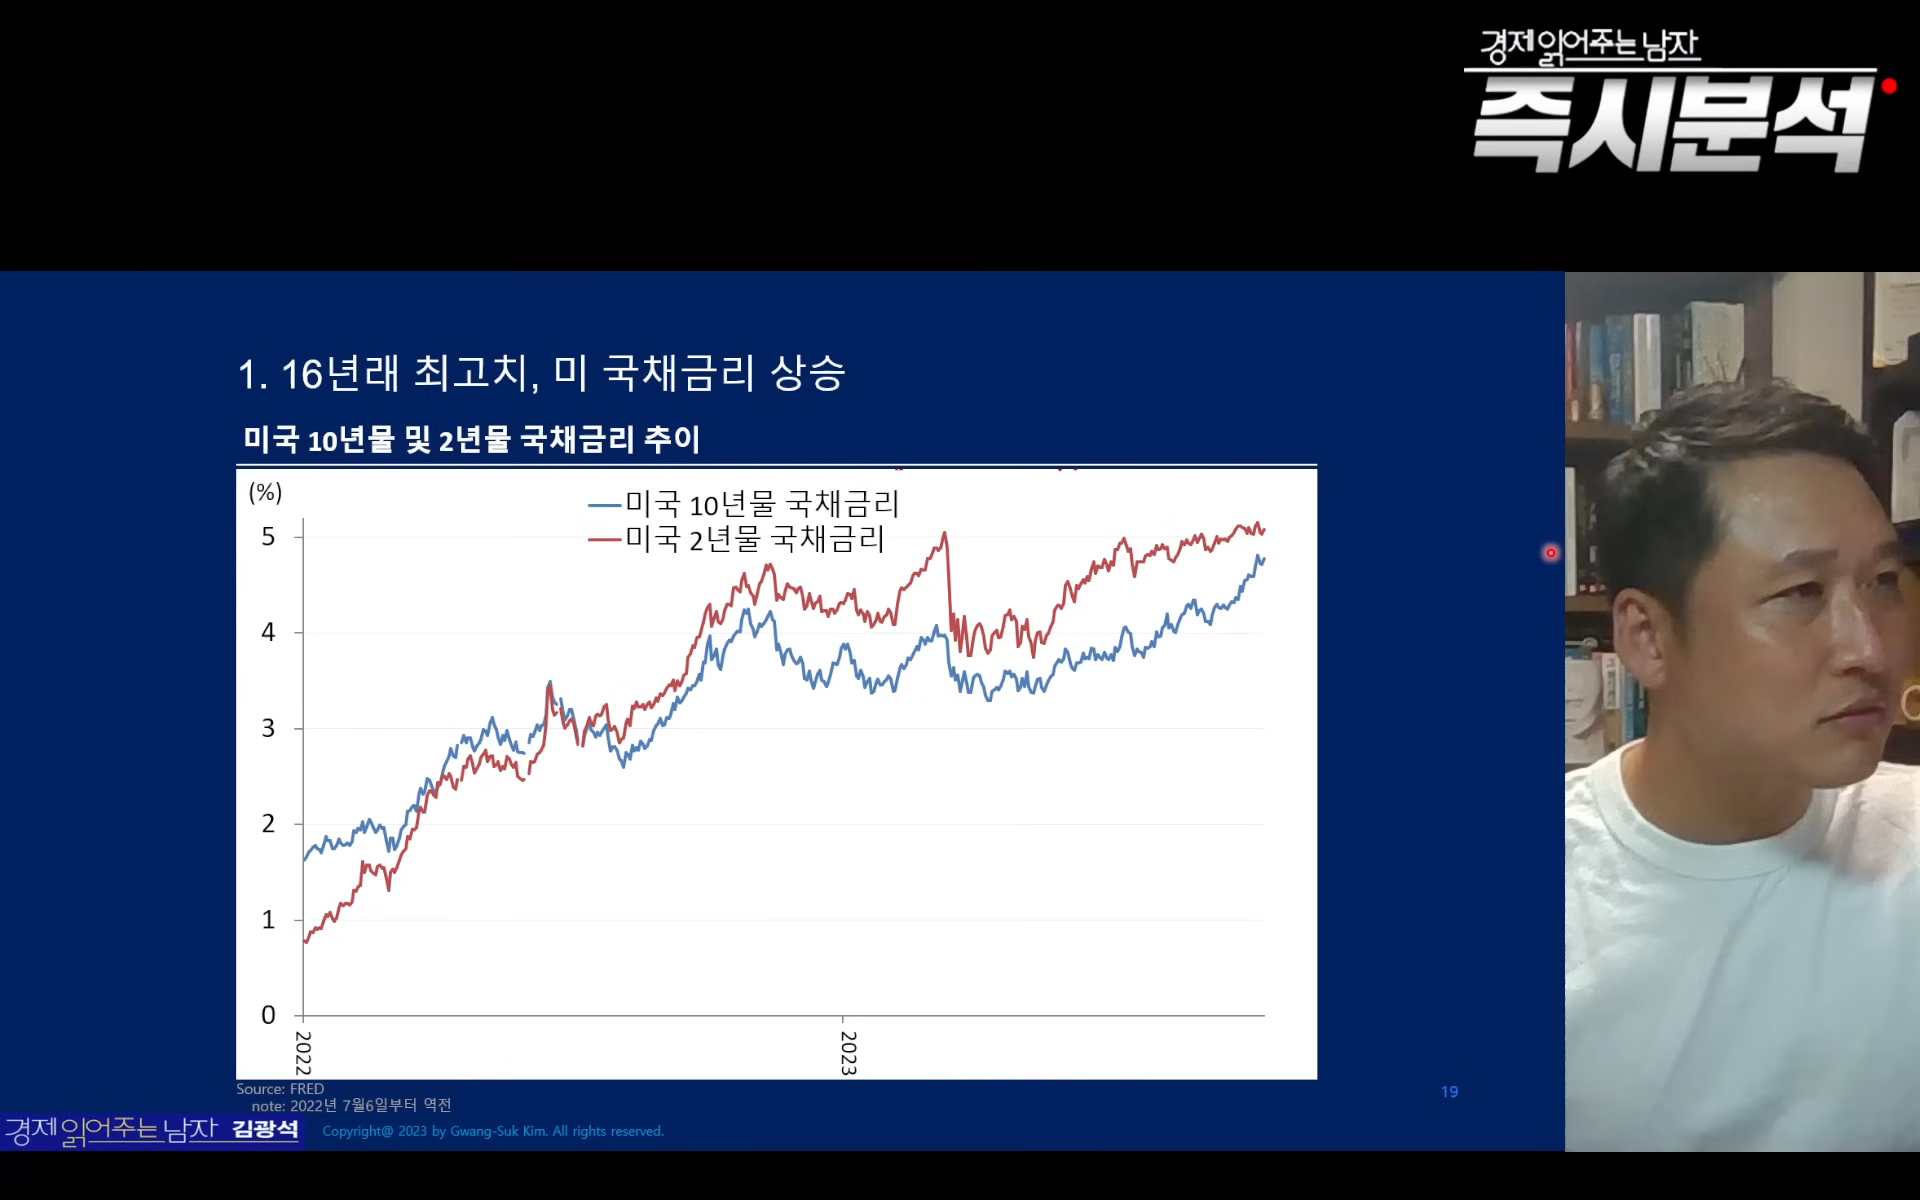 경제 읽어주는 남자
즉시분석
1. 16년래 최고치, 미 국채금리 상승
미국 10년물 및 2년물 국채금리 추이
(%)
미국 10년물 국채금리
미국 2년물 국채금리
5
4
3
2
1
0
2022
2023
Source: FRED
note: 2022년 7월6일부터 역전
19
경제 읽어주는 남자 김광석
Copyright@ 2023 by Gwang-Suk Kim. All rights reserved.